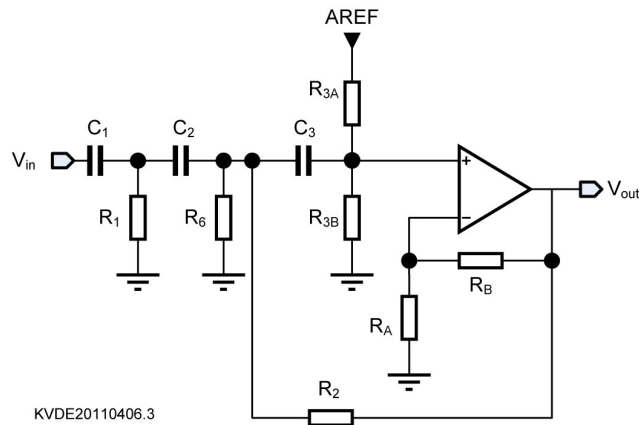 AREF
R3A
C1
C2
C3
Vin
+
Vout
R1
R6
R3B
−
RB
RA
R2
KVDE20110406.3